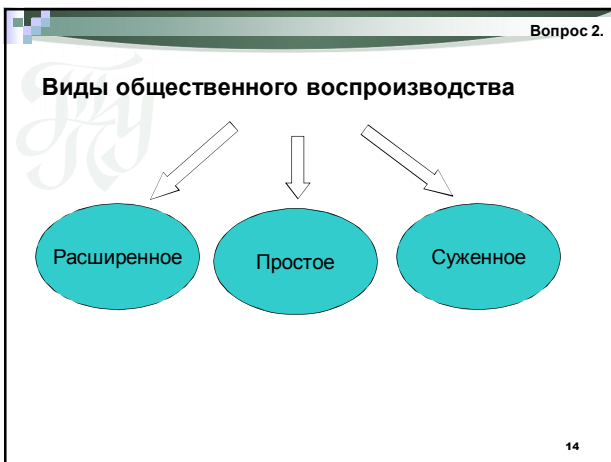 Вопрос 2.
Виды общественного воспроизводства
Расширенное
Простое
Суженное
14